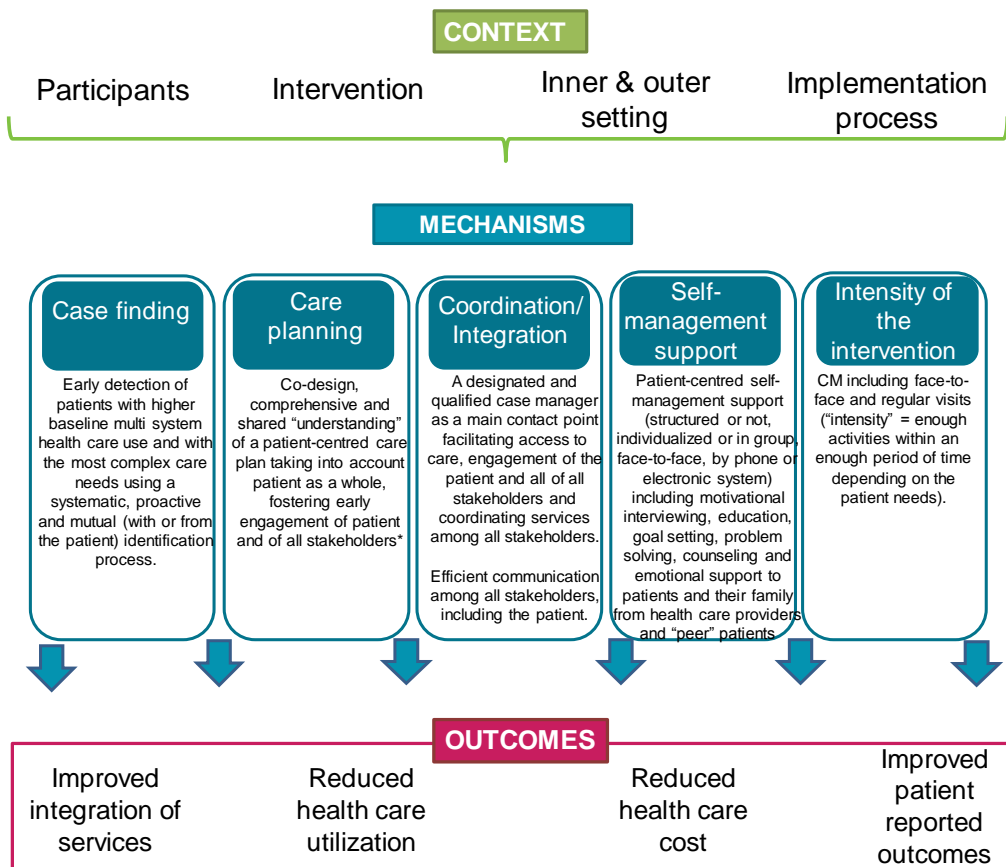 CONTEXT
Participants
Intervention
Inner & outer
setting
Implementation
process
MECHANISMS
Case finding
Early detection of
patients with higher
baseline multi system
health care use and with
the most complex care
needs using a
systematic, proactive
and mutual (with or from
the patient) identification
process.
Care
planning
Co-design,
comprehensive and
shared “understanding”
of a patient-centred care
plan taking into account
patient as a whole,
fostering early
engagement of patient
and of all stakeholders*
Coordination/
Integration
A designated and
qualified case manager
as a main contact point
facilitating access to
care, engagement of the
patient and all of all
stakeholders and
coordinating services
among all stakeholders.
Efficient communication
among all stakeholders,
including the patient.
Self-
management
support
Patient-centred self-
management support
(structured or not,
individualized or in group,
face-to-face, by phone or
electronic system)
including motivational
interviewing, education,
goal setting, problem
solving, counseling and
emotional support to
patients and their family
from health care providers
and “peer” patients
Intensity of
the
intervention
CM including face-to-
face and regular visits
(“intensity” = enough
activities within an
enough period of time
depending on the
patient needs).
OUTCOMES
Improved
integration of
services
Reduced
health care
utilization
Reduced
health care
cost
Improved
patient
reported
outcomes